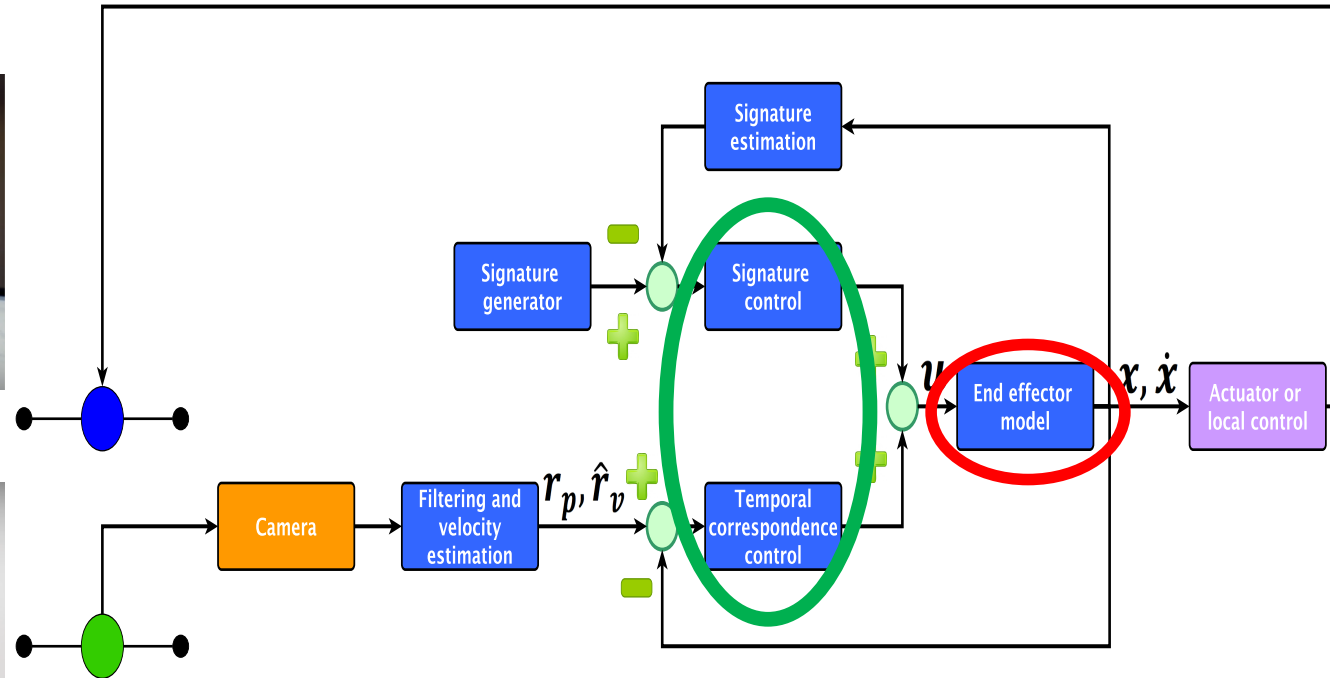 Signature
estimation
Signature
generator
Signature
control
u
End effector
model
x, ẋ
Actuator or
local control
Camera
Filtering and
velocity
estimation
r_p, r̂_v
Temporal
correspondence
control